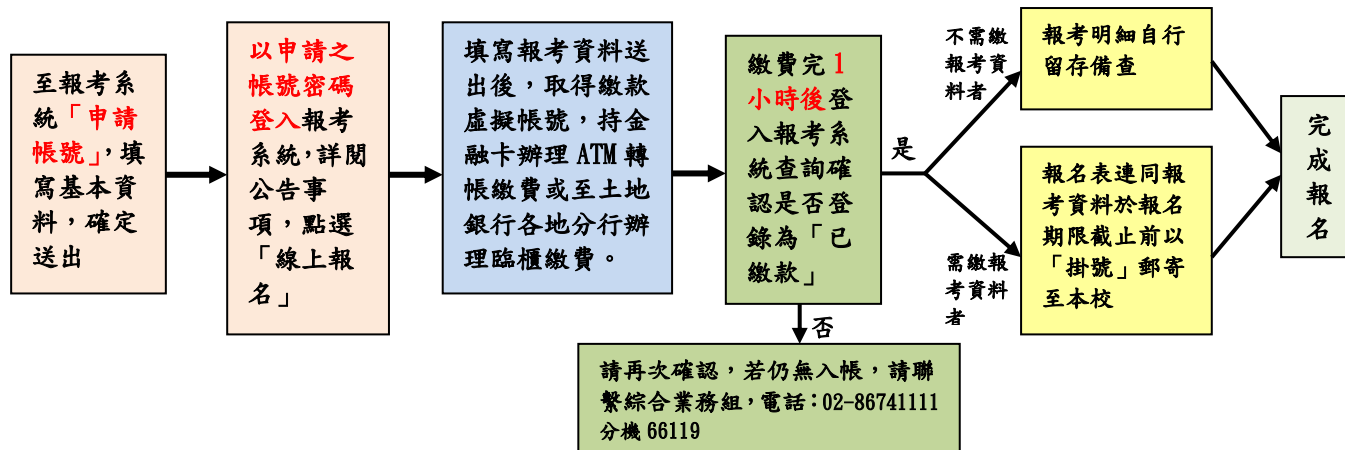 至報考系
統「申請
帳號」，填
寫基本資
料，確定
送出
以申請之
帳號密碼
登入報考
系統，詳閱
公告事
項，點選
「線上報
名」
填寫報考資料送
出後，取得繳款
虛擬帳號，持金
融卡辦理 ATM 轉
帳繳費或至土地
銀行各地分行辦
理臨櫃繳費。
繳費完 1
小時後登
入報考系
統查詢確
認是否登
錄為「已
繳款」
是
不需繳
報考資
料者
報考明細自行
留存備查
需繳報
考資料
者
報名表連同報
考資料於報名
期限截止前以
「掛號」郵寄
至本校
完
成
報
名
否
請再次確認，若仍無入帳，請聯
繫綜合業務組，電話：02-86741111
分機 66119